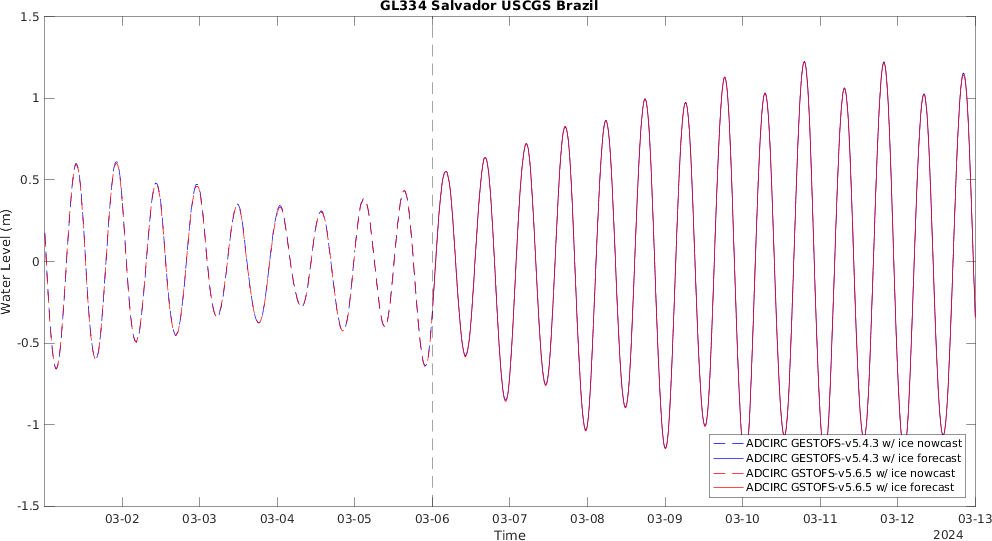 GL334 Salvador USCGS Brazil
Water Level (m)
1.5
1
0.5
0
-0.5
-1
-1.5
ADCIRC GESTOFS-v5.4.3 w/ ice nowcast
ADCIRC GESTOFS-v5.4.3 w/ ice forecast
ADCIRC GSTOFS-v5.6.5 w/ ice nowcast
ADCIRC GSTOFS-v5.6.5 w/ ice forecast
03-02 03-03 03-04 03-05 03-06 03-07 03-08 03-09 03-10 03-11 03-12 03-13
Time
2024